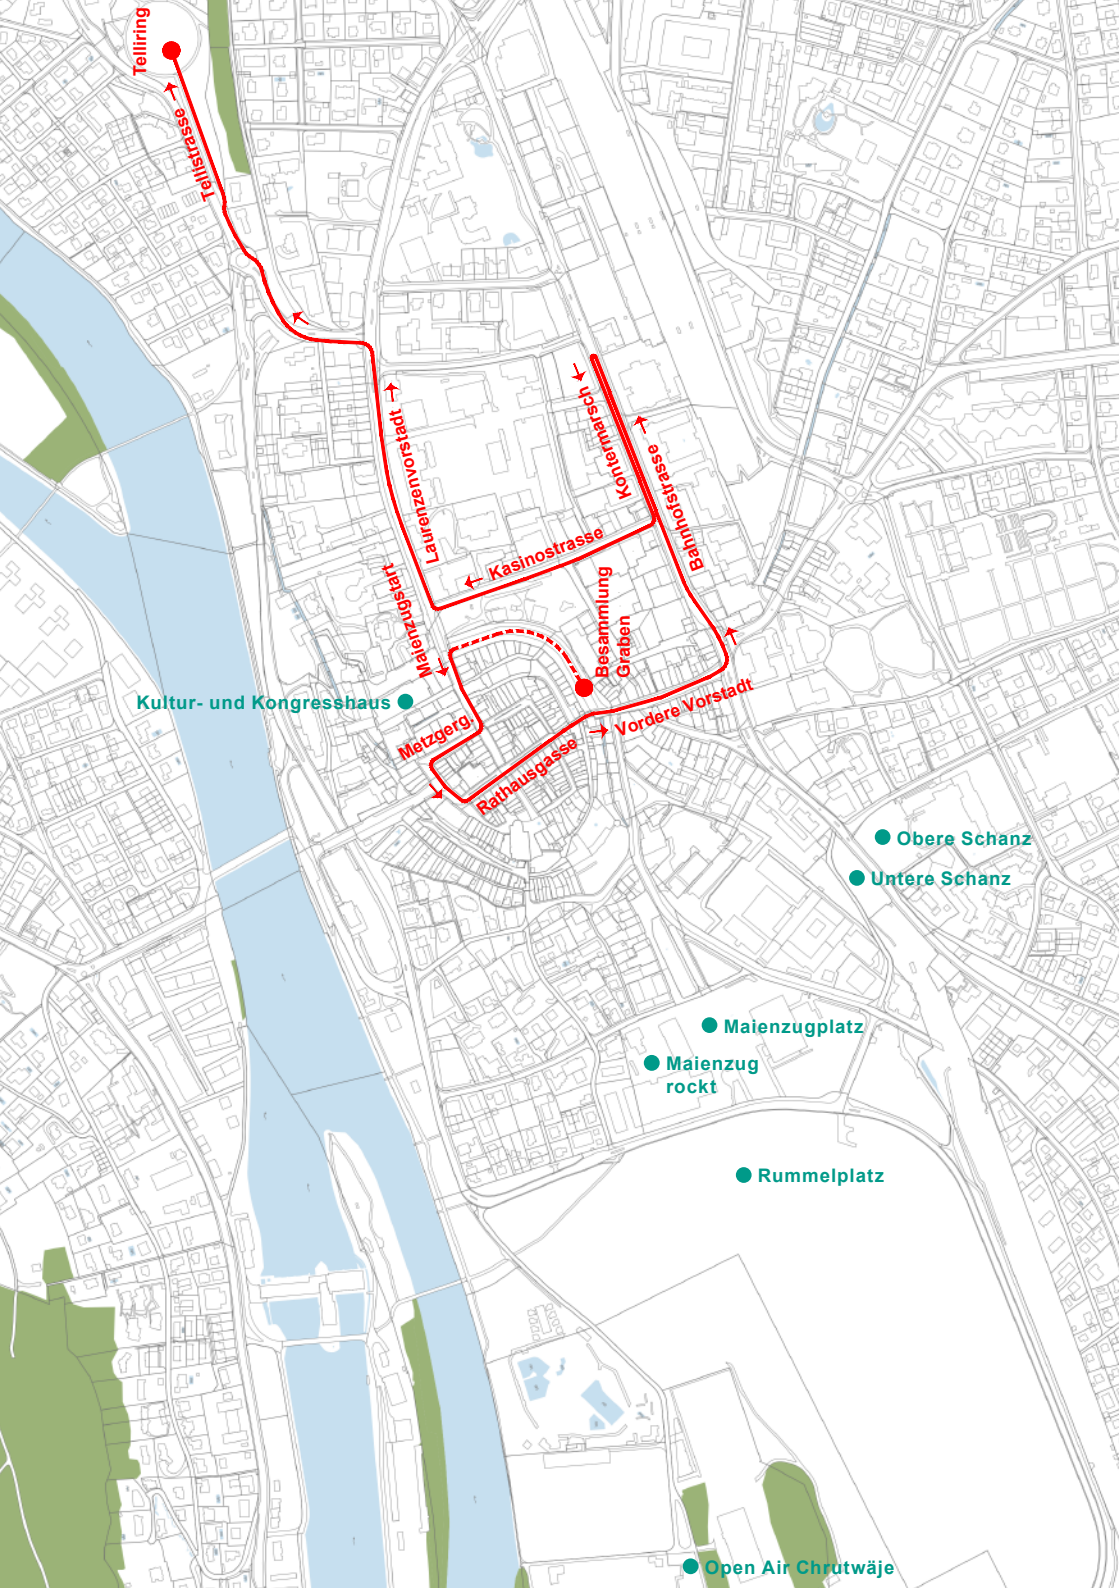 Telliring
Tellistrasse
Kontermarsch
Laurenzenvorstadt
Bahnhofstrasse
Kasinostrasse
Maienzugstart
Besammlung
Graben
Kultur- und Kongresshaus
Metzgerg.
Vordere Vorstadt
Rathausgasse
Obere Schanz
Untere Schanz
Maienzugplatz
Maienzug
rockt
Rummelplatz
Open Air Chrutwäje